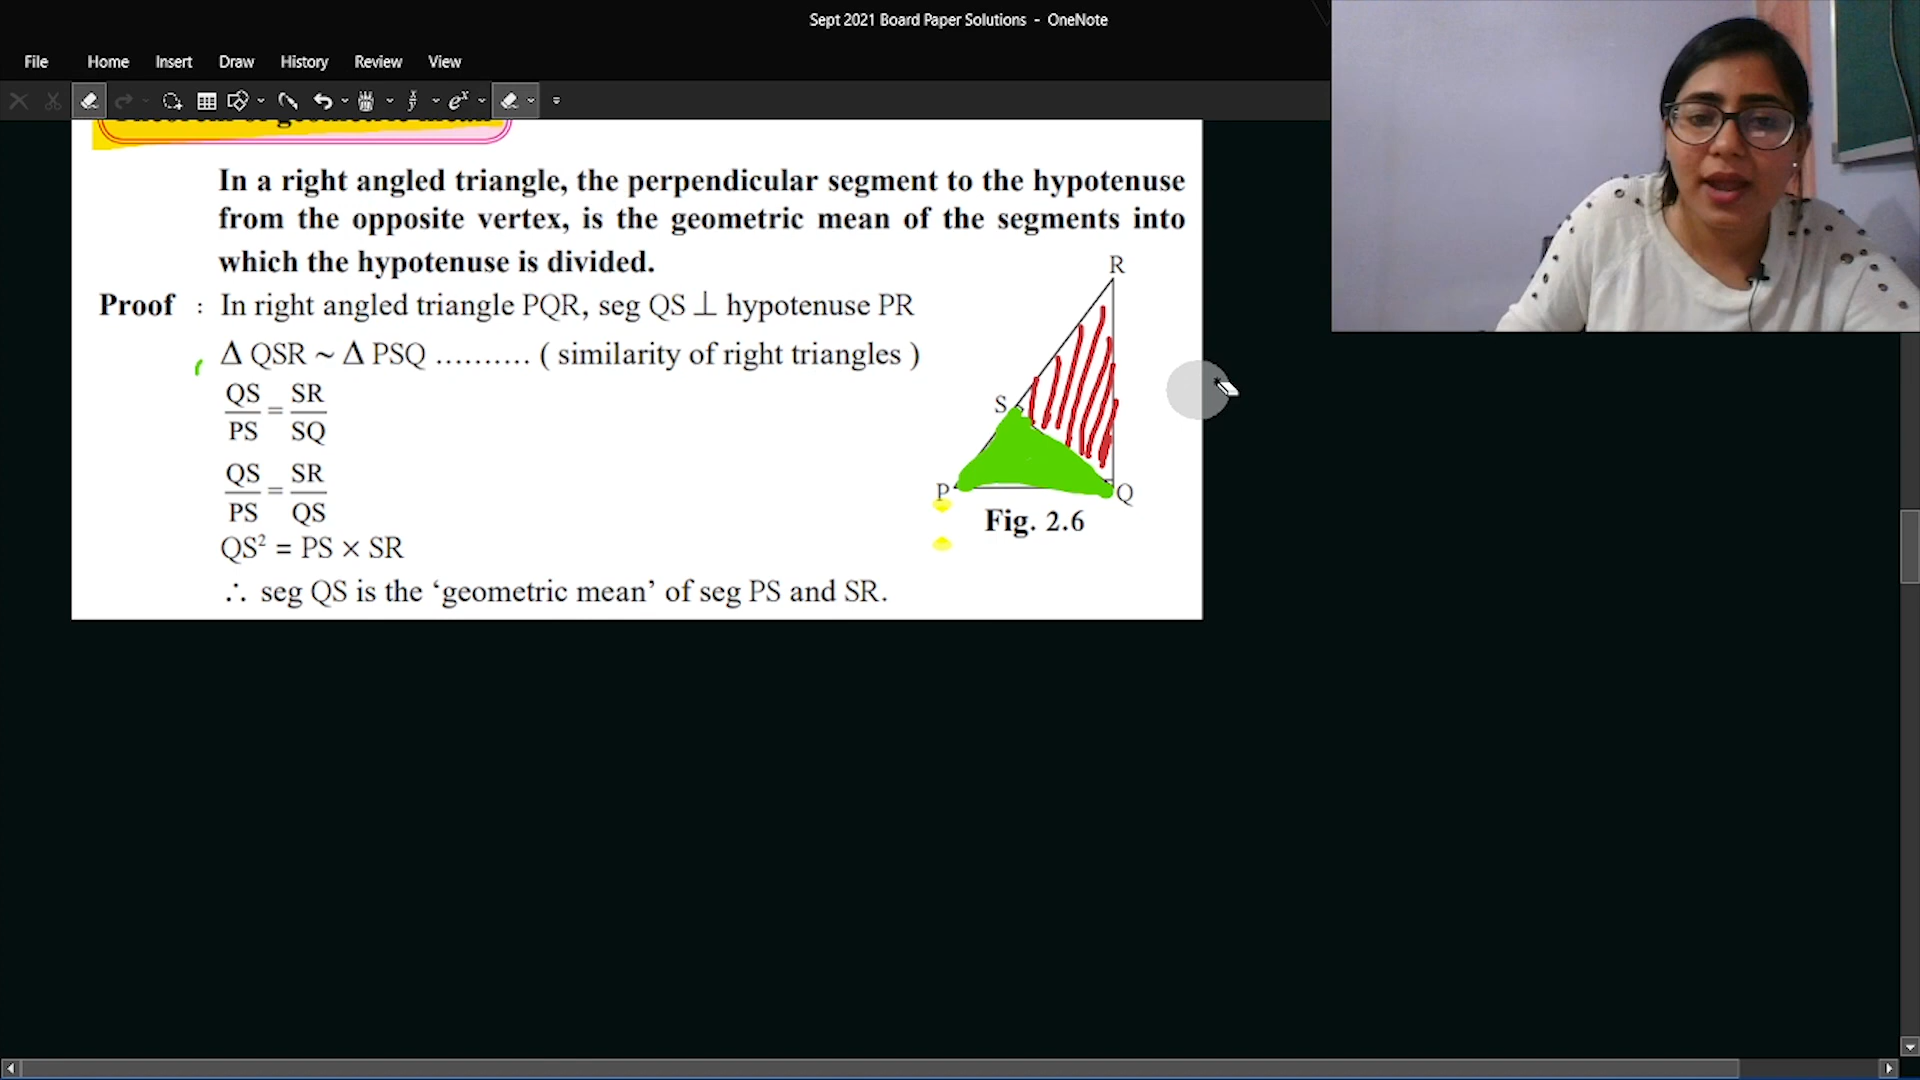 Sept 2021 Board Paper Solutions - OneNote
File Home Insert Draw History Review View
Theorem of geometric mean
In a right angled triangle, the perpendicular segment to the hypotenuse
from the opposite vertex, is the geometric mean of the segments into
which the hypotenuse is divided.
Proof : In right angled triangle PQR, seg QS ⊥ hypotenuse PR
Δ QSR ~ Δ PSQ .......... ( similarity of right triangles )
QS/PS = SR/SQ
QS/PS = SR/QS
QS² = PS × SR
∴ seg QS is the ‘geometric mean’ of seg PS and SR.
R
S
P
Q
Fig. 2.6